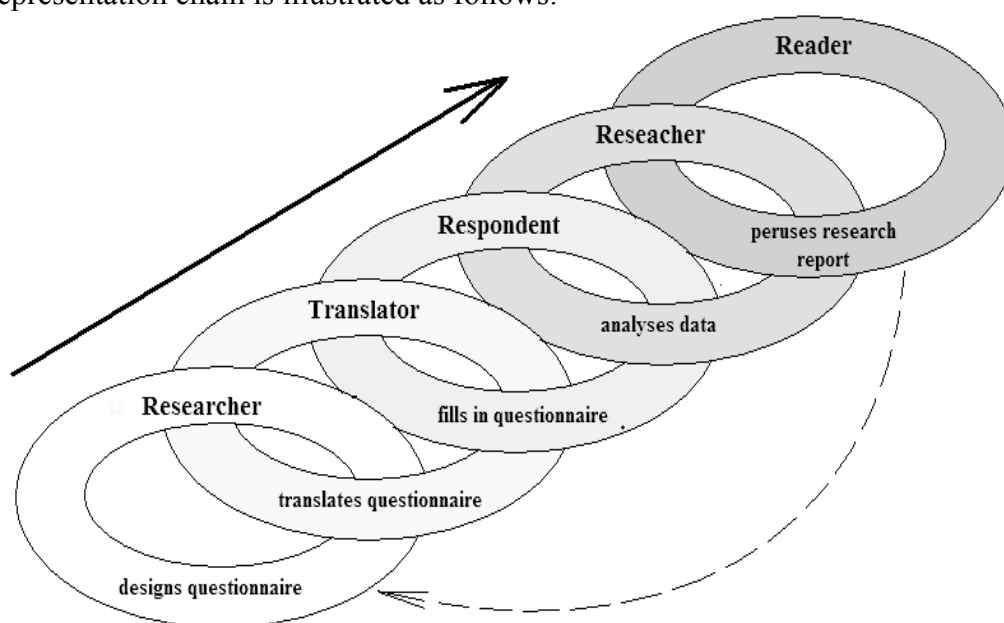 representation chain is illustrated as follows:
Reader
Reseacher
peruses research
report
Respondent
analyses data
Translator
fills in questionnaire
Researcher
translates questionnaire
designs questionnaire